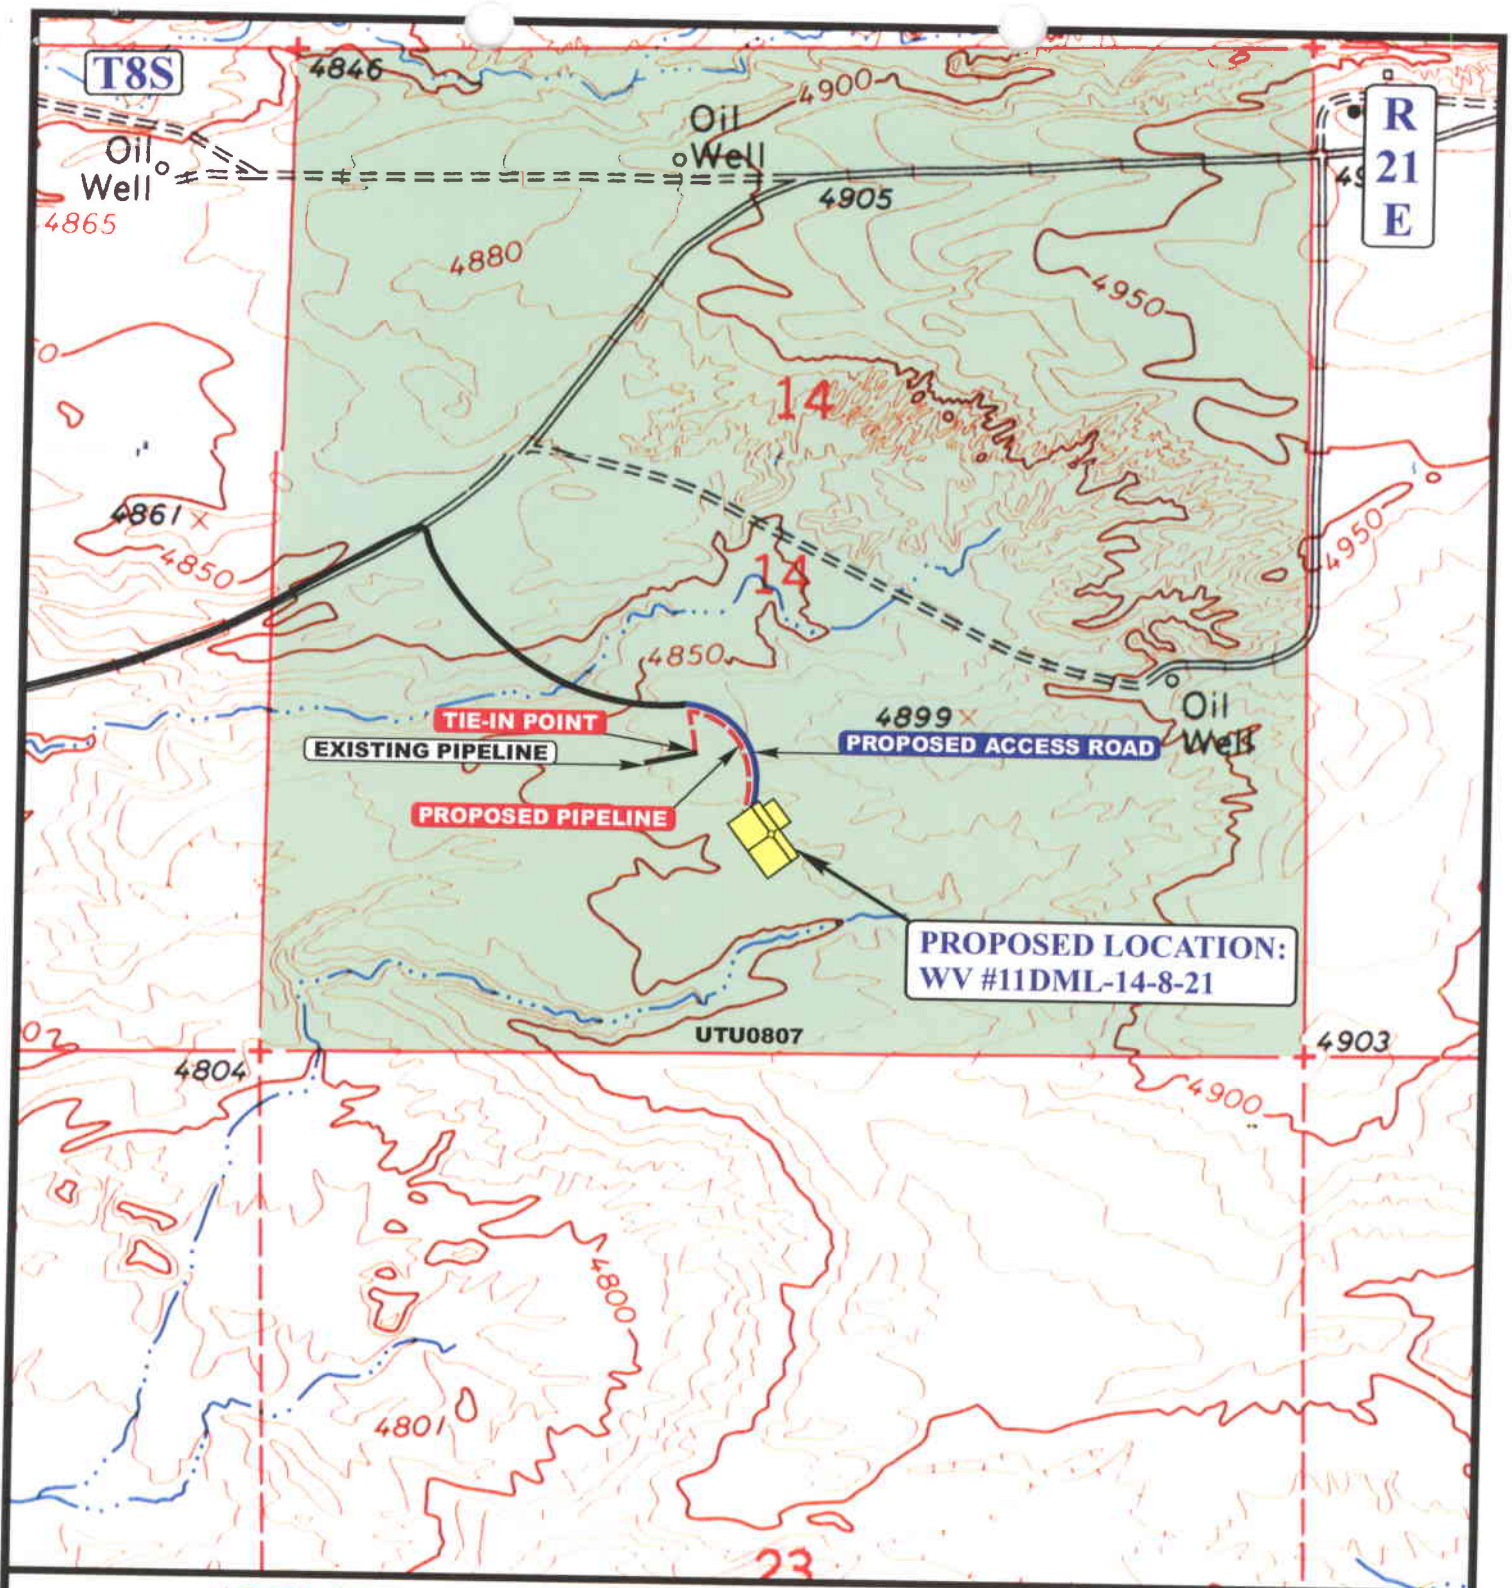 T8S
4846
4900
R
21
E
Oil
Well
Oil
Well
4905
49
4865
4880
4950
14
4861
4850
4950
14
4850
TIE-IN POINT
4899
Oil
Well
EXISTING PIPELINE
PROPOSED ACCESS ROAD
PROPOSED PIPELINE
PROPOSED LOCATION:
WV #11DML-14-8-21
UTU0807
4903
4804
4900
4800
4801
23